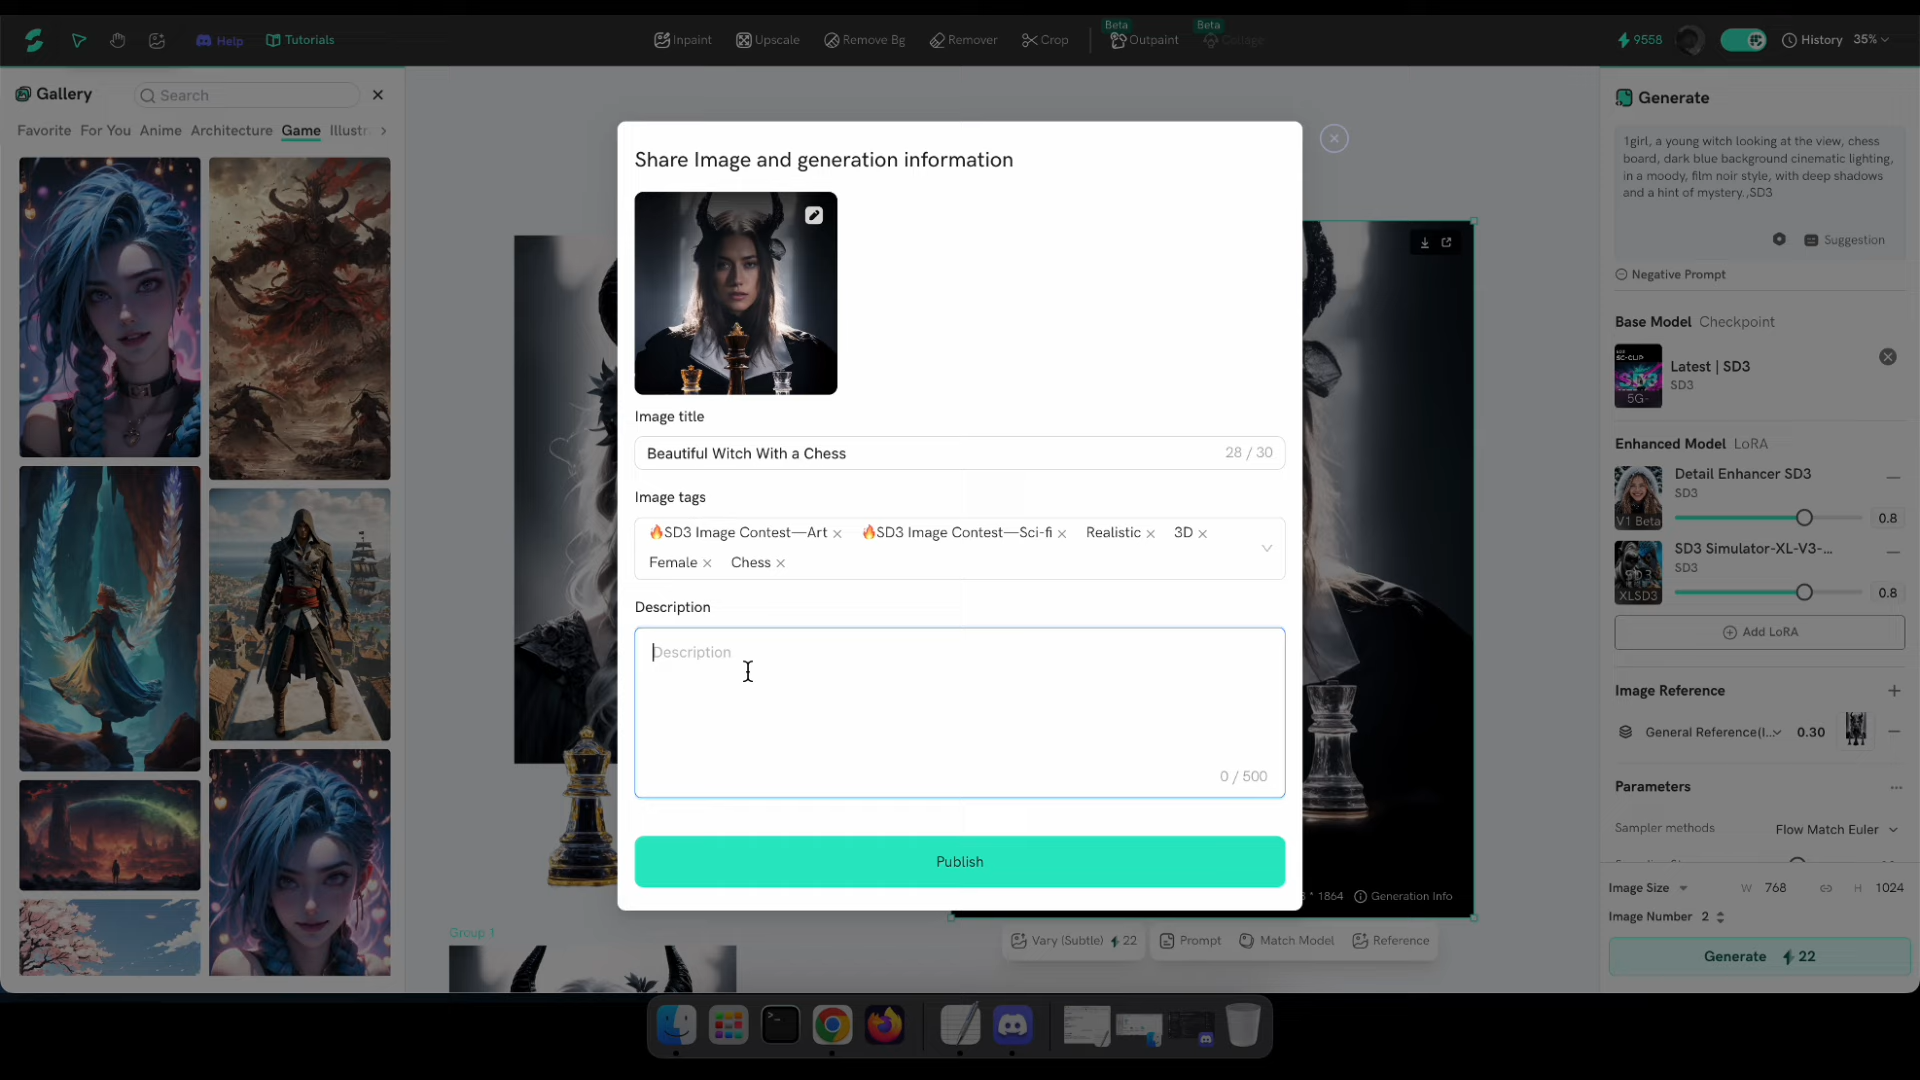 Help
Tutorials
Inpaint
Upscale
Remove Bg
Remover
Crop
Beta
Outpaint
Beta
Collage
9558
History
35%
Gallery
Search
Favorite
For You
Anime
Architecture
Game
Illustr
Share Image and generation information
Image title
Beautiful Witch With a Chess
28 / 30
Image tags
🔥SD3 Image Contest—Art
🔥SD3 Image Contest—Sci-fi
Realistic
3D
Female
Chess
Description
Description
0 / 500
Publish
* 1864
Generation Info
Group 1
Vary (Subtle)
22
Prompt
Match Model
Reference
Generate
1girl, a young witch looking at the view, chess
board, dark blue background cinematic lighting,
in a moody, film noir style, with deep shadows
and a hint of mystery.,SD3
Suggestion
Negative Prompt
Base Model Checkpoint
Latest | SD3
SD3
SD3
5G-
Enhanced Model LoRA
Detail Enhancer SD3
SD3
V1 Beta
0.8
SD3 Simulator-XL-V3-...
SD3
XLSD3
0.8
Add LoRA
Image Reference
General Reference(I...
0.30
Parameters
Sampler methods
Flow Match Euler
Image Size
W 768
H 1024
Image Number 2
Generate
22